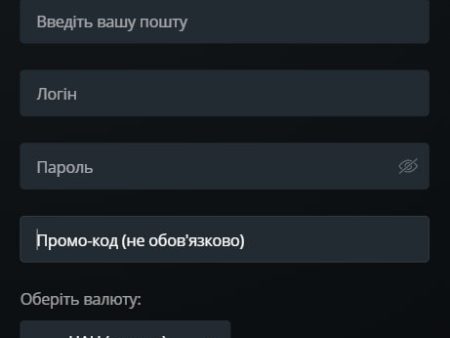 Введіть вашу пошту
Логін
Пароль
Промо-код (не обов'язково)
Оберіть валюту: